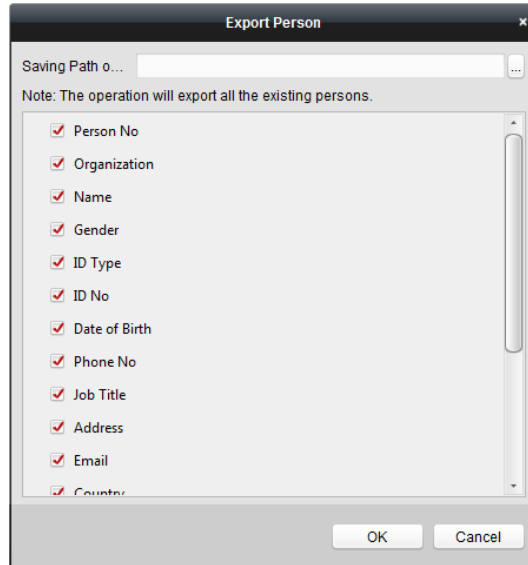 Export Person
×
Saving Path o...
...
Note: The operation will export all the existing persons.
Person No
Organization
Name
Gender
ID Type
ID No
Date of Birth
Phone No
Job Title
Address
Email
Country
OK
Cancel